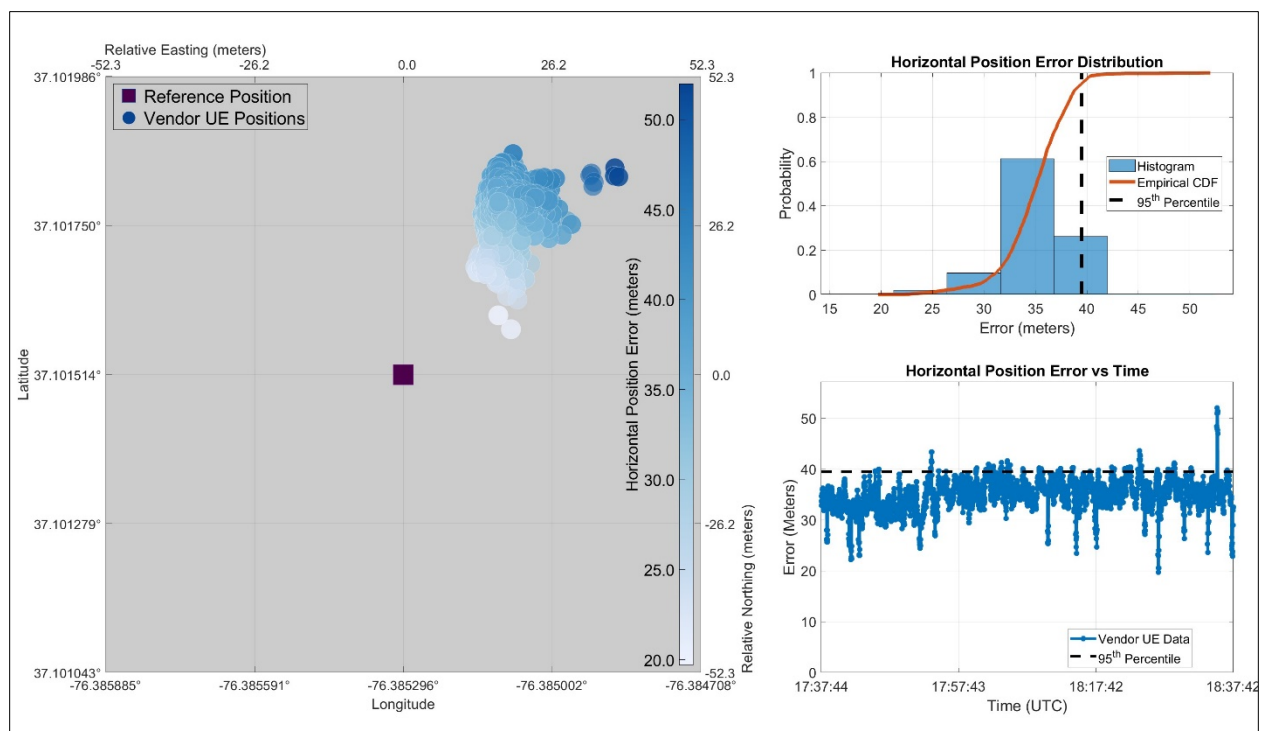 Relative Easting (meters)
-52.3 -26.2 0.0 26.2 52.3
37.101986°
37.101750°
37.101514°
37.101279°
37.101043°
Latitude
Reference Position
Vendor UE Positions
-76.385885° -76.385591° -76.385296° -76.385002° -76.384708°
Longitude
Horizontal Position Error (meters)
50.0
45.0
40.0
35.0
30.0
25.0
20.0
52.3
26.2
0.0
-26.2
-52.3
Relative Northing (meters)
Horizontal Position Error Distribution
Probability
1
0.8
0.6
0.4
0.2
0
Histogram
Empirical CDF
95th Percentile
15 20 25 30 35 40 45 50
Error (meters)
Horizontal Position Error vs Time
Error (Meters)
50
40
30
20
10
0
Vendor UE Data
95th Percentile
17:37:44 17:57:43 18:17:42 18:37:42
Time (UTC)